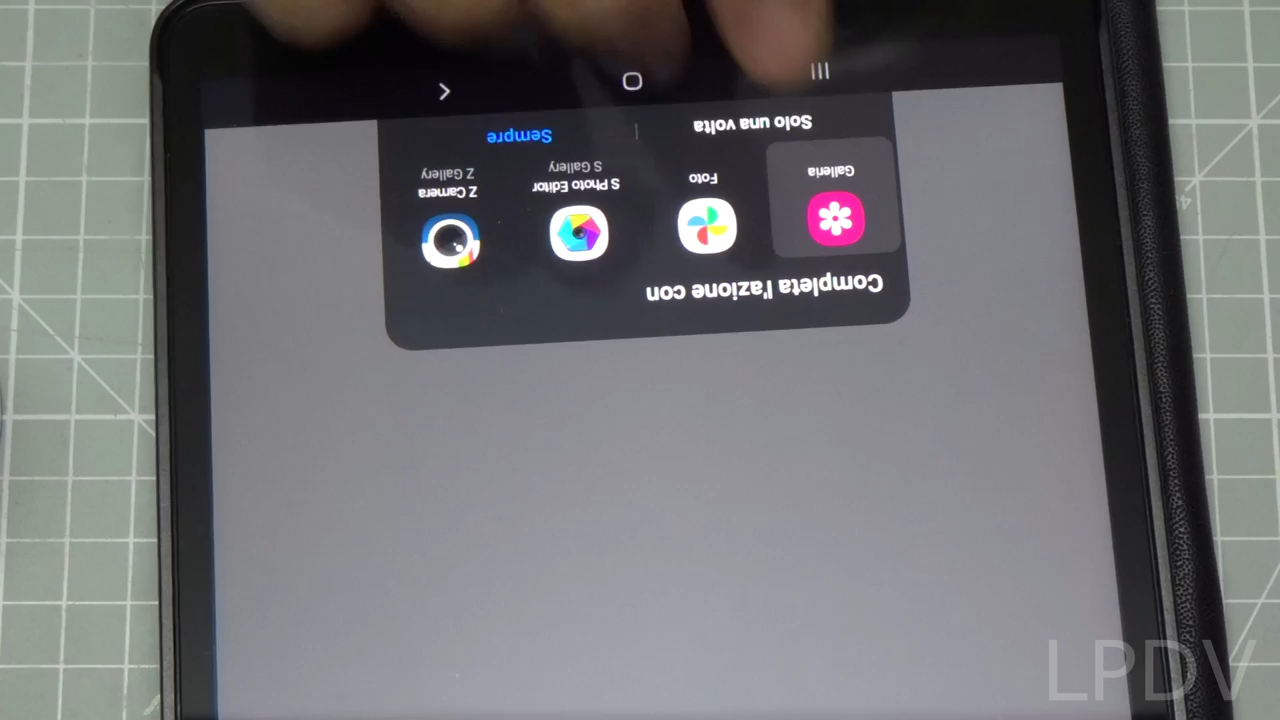 Completa l'azione con
Galleria
Foto
S Photo Editor
S Gallery
Z Camera
Z Gallery
Solo una volta
Sempre
LPDV